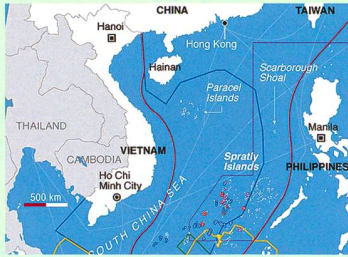 CHINA
TAIWAN
Hanoi
Hong Kong
Hainan
Scarborough
Shoal
Paracel
Islands
THAILAND
Manila
VIETNAM
CAMBODIA
Spratly
Islands
PHILIPPINES
Ho Chi
Minh City
500 km
SOUTH CHINA SEA